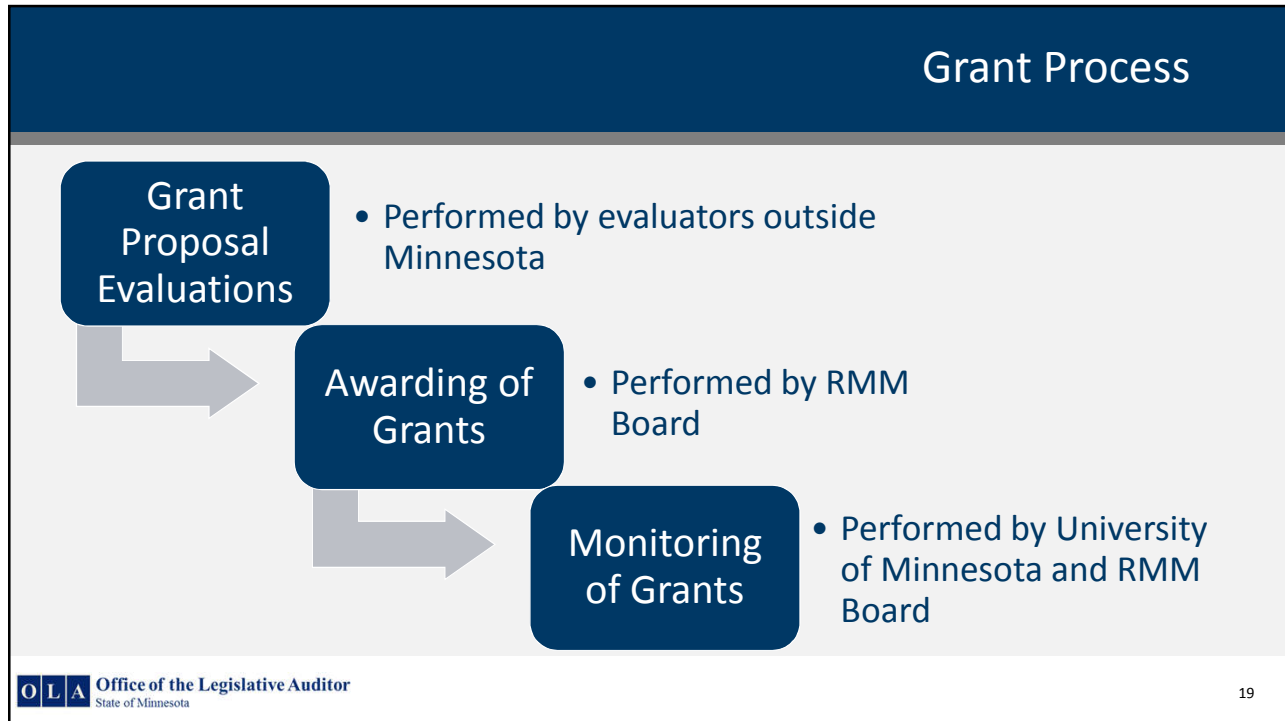 Grant Process
Grant
Proposal
Evaluations
• Performed by evaluators outside
Minnesota
Awarding of
Grants
• Performed by RMM
Board
Monitoring
of Grants
• Performed by University
of Minnesota and RMM
Board
OLA Office of the Legislative Auditor
State of Minnesota
19